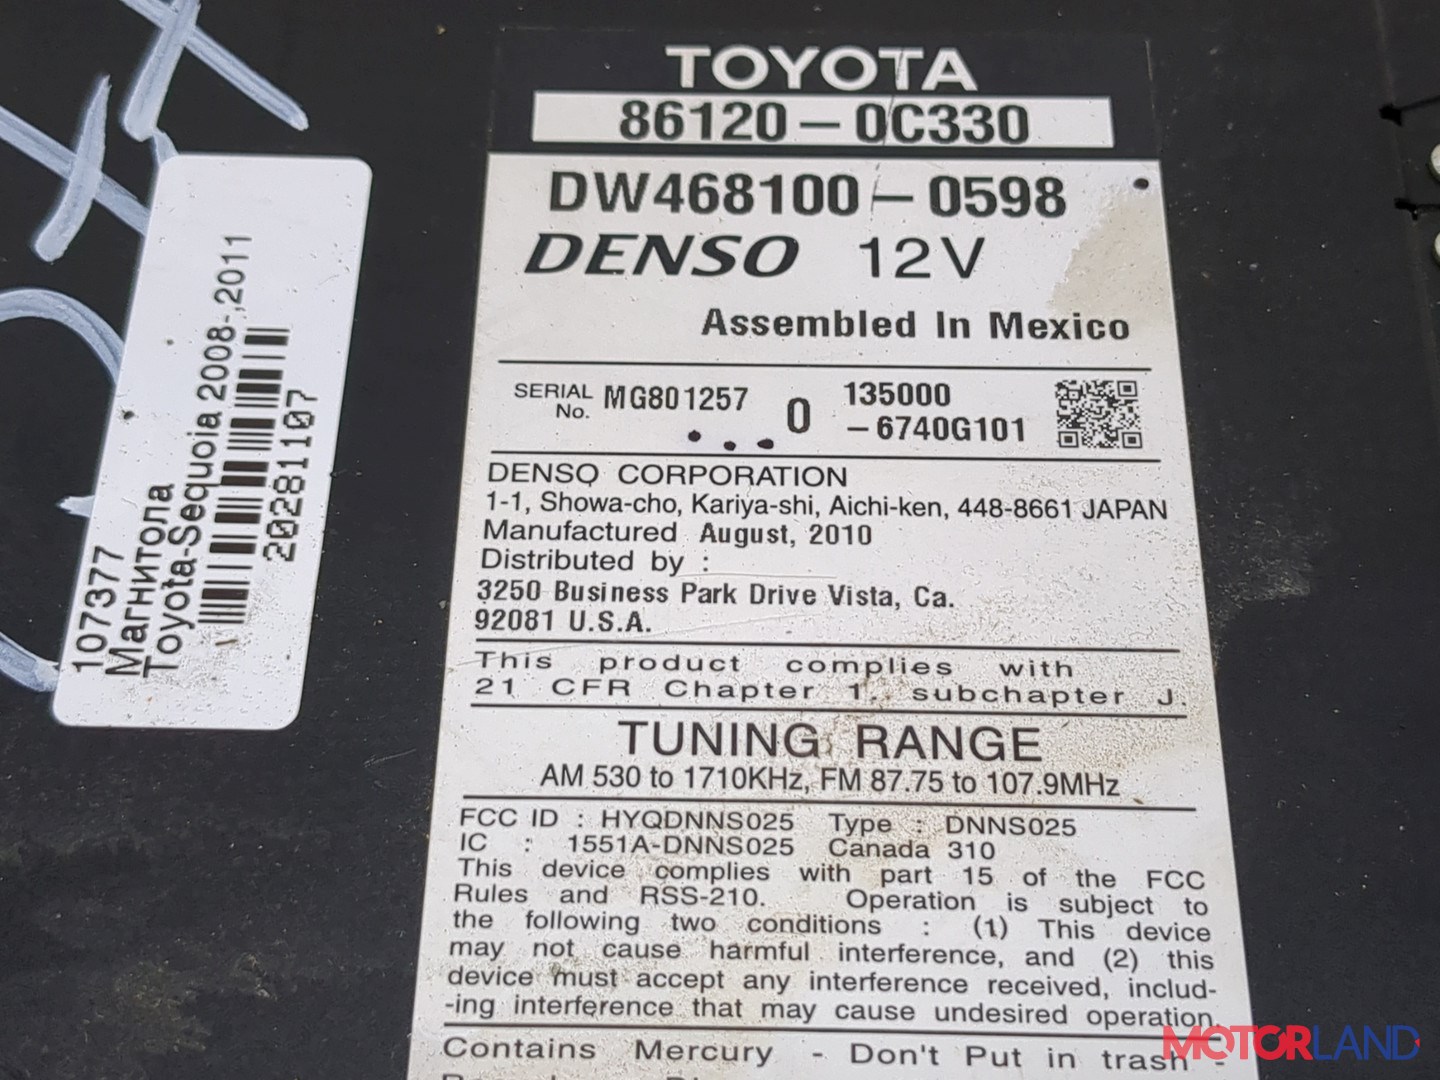 TOYOTA
86120-0C330
DW468100-0598
DENSO 12V
Assembled In Mexico
SERIAL No. MG801257 0 135000
-6740G101
DENSO CORPORATION
1-1, Showa-cho, Kariya-shi, Aichi-ken, 448-8661 JAPAN
Manufactured August, 2010
Distributed by :
3250 Business Park Drive Vista, Ca.
92081 U.S.A.
This product complies with
21 CFR Chapter 1, subchapter J.
TUNING RANGE
AM 530 to 1710KHz, FM 87.75 to 107.9MHz
FCC ID : HYQDNNS025 Type : DNNS025
IC : 1551A-DNNS025 Canada 310
This device complies with part 15 of the FCC
Rules and RSS-210. Operation is subject to
the following two conditions : (1) This device
may not cause harmful interference, and (2) this
device must accept any interference received, includ-
-ing interference that may cause undesired operation.
Contains Mercury - Don't Put in trash -
107377
Магнитола
Toyota-Sequoia 2008-,2011
20281107
MOTORLAND